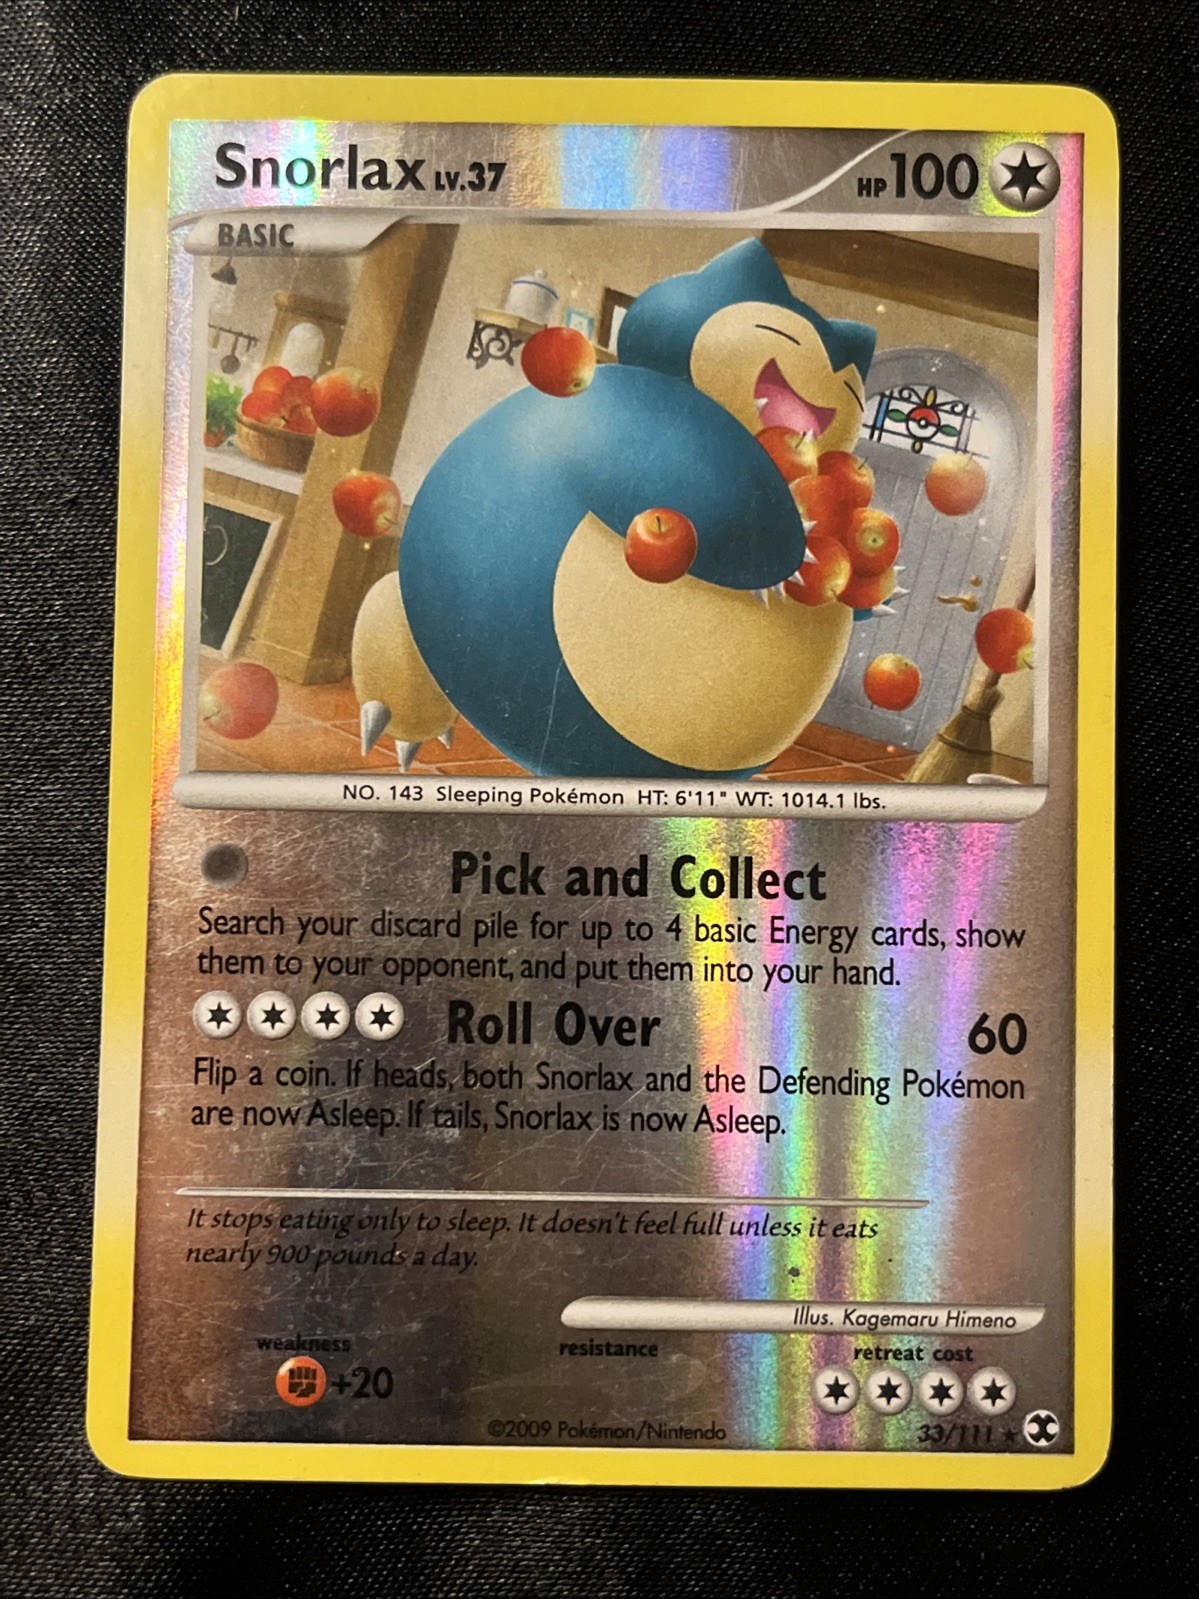 Snorlax LV.37 HP 100
BASIC
NO. 143 Sleeping Pokémon HT: 6'11" WT: 1014.1 lbs.
Pick and Collect
Search your discard pile for up to 4 basic Energy cards, show
them to your opponent, and put them into your hand.
Roll Over 60
Flip a coin. If heads, both Snorlax and the Defending Pokémon
are now Asleep. If tails, Snorlax is now Asleep.
It stops eating only to sleep. It doesn't feel full unless it eats
nearly 900 pounds a day.
Illus. Kagemaru Himeno
weakness resistance retreat cost
+20
©2009 Pokémon/Nintendo 33/111 ★